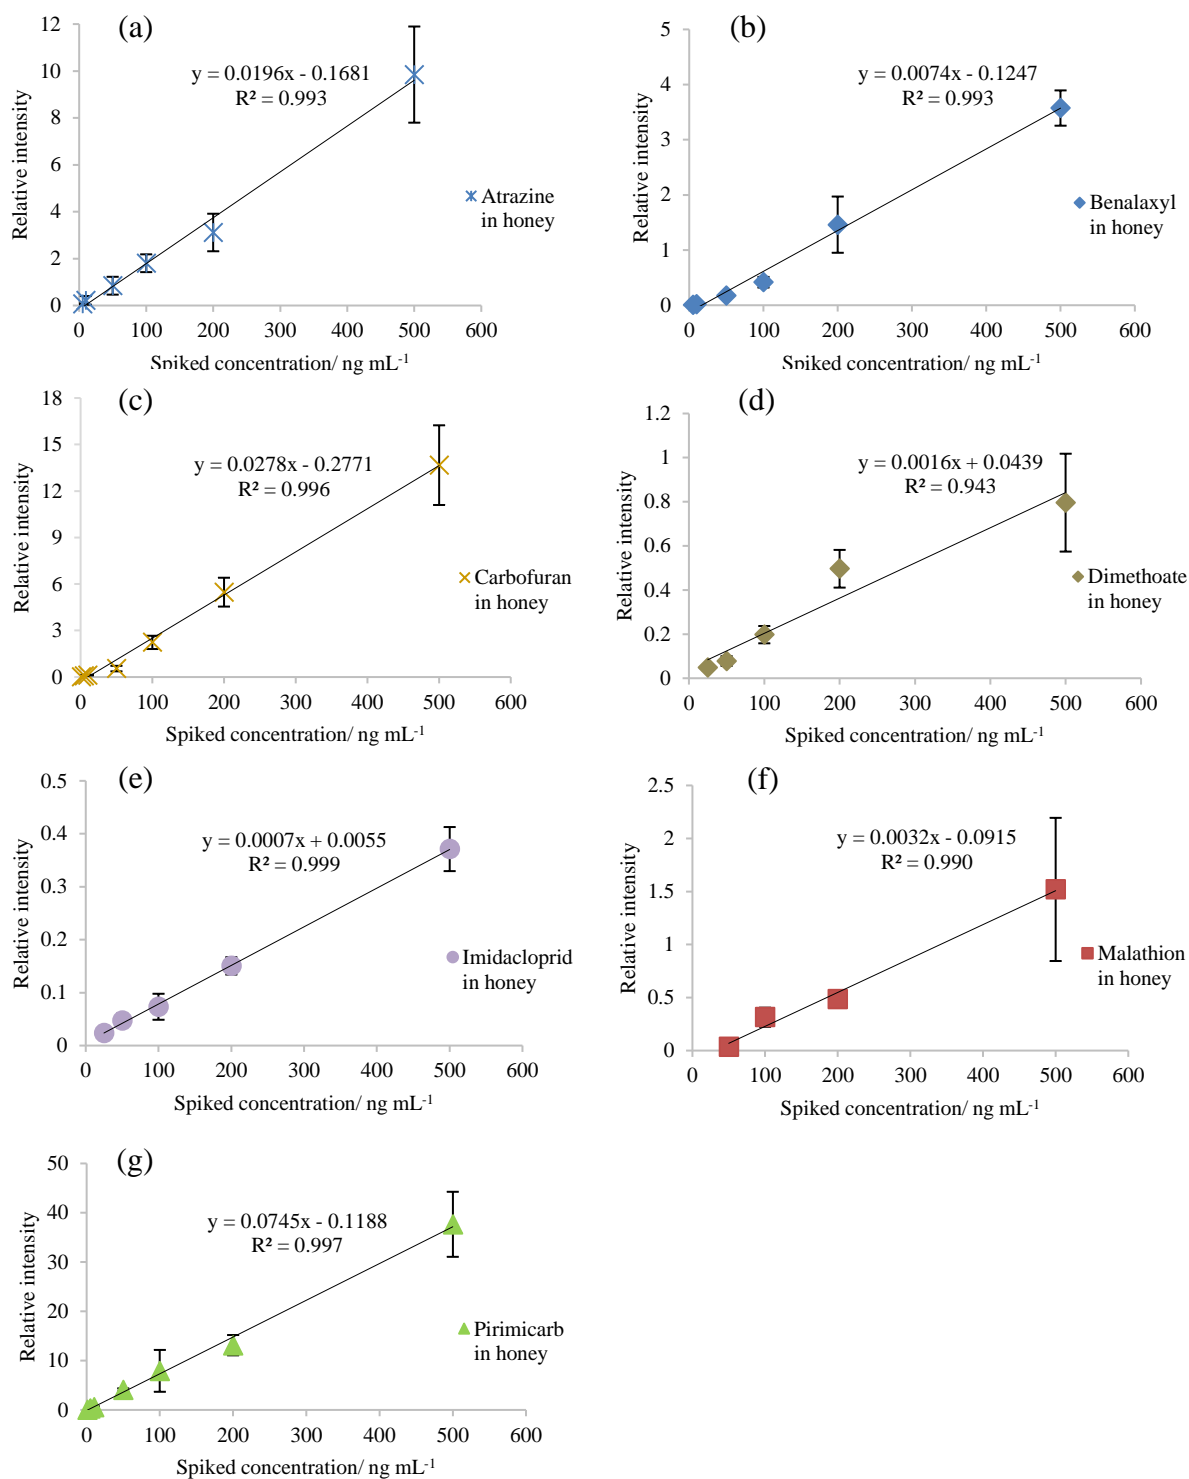 (a)
y = 0.0196x - 0.1681
R² = 0.993
Relative intensity
12
10
8
6
4
2
0
0 100 200 300 400 500 600
Spiked concentration/ ng mL-1
Atrazine
in honey
(b)
y = 0.0074x - 0.1247
R² = 0.993
Relative intensity
5
4
3
2
1
0
0 100 200 300 400 500 600
Spiked concentration/ ng mL-1
Benalaxyl
in honey
(c)
y = 0.0278x - 0.2771
R² = 0.996
Relative intensity
18
15
12
9
6
3
0
0 100 200 300 400 500 600
Spiked concentration/ ng mL-1
Carbofuran
in honey
(d)
y = 0.0016x + 0.0439
R² = 0.943
Relative intensity
1.2
1
0.8
0.6
0.4
0.2
0
0 100 200 300 400 500 600
Spiked concentration/ ng mL-1
Dimethoate
in honey
(e)
y = 0.0007x + 0.0055
R² = 0.999
Relative intensity
0.5
0.4
0.3
0.2
0.1
0
0 100 200 300 400 500 600
Spiked concentration/ ng mL-1
Imidacloprid
in honey
(f)
y = 0.0032x - 0.0915
R² = 0.990
Relative intensity
2.5
2
1.5
1
0.5
0
0 100 200 300 400 500 600
Spiked concentration/ ng mL-1
Malathion
in honey
(g)
y = 0.0745x - 0.1188
R² = 0.997
Relative intensity
50
40
30
20
10
0
0 100 200 300 400 500 600
Spiked concentration/ ng mL-1
Pirimicarb
in honey